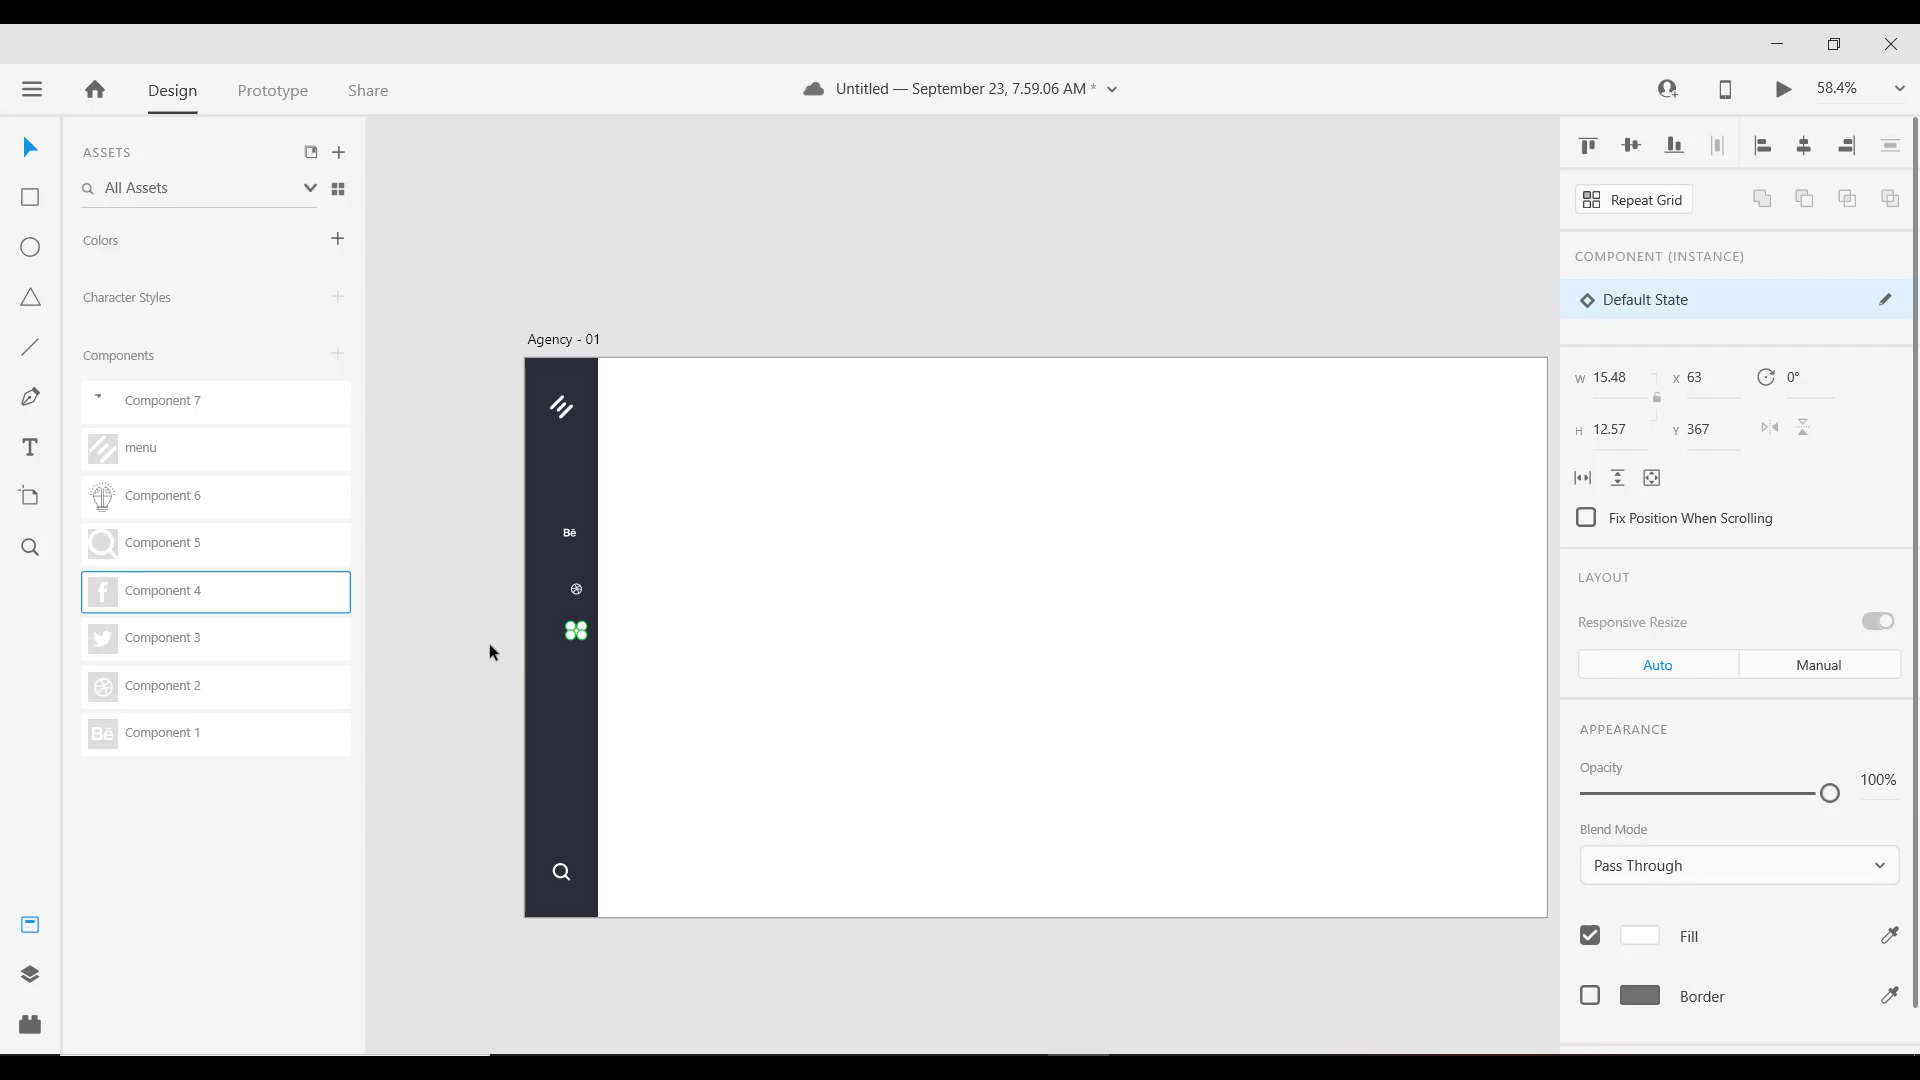 Design
Prototype
Share
Untitled — September 23, 7.59.06 AM *
58.4%
ASSETS
All Assets
Colors
Character Styles
Components
Component 7
menu
Component 6
Component 5
Component 4
Component 3
Component 2
Bē Component 1
Agency - 01
Bē
Repeat Grid
COMPONENT (INSTANCE)
Default State
W 15.48 X 63 0°
H 12.57 Y 367
Fix Position When Scrolling
LAYOUT
Responsive Resize
Auto Manual
APPEARANCE
Opacity
100%
Blend Mode
Pass Through
Fill
Border